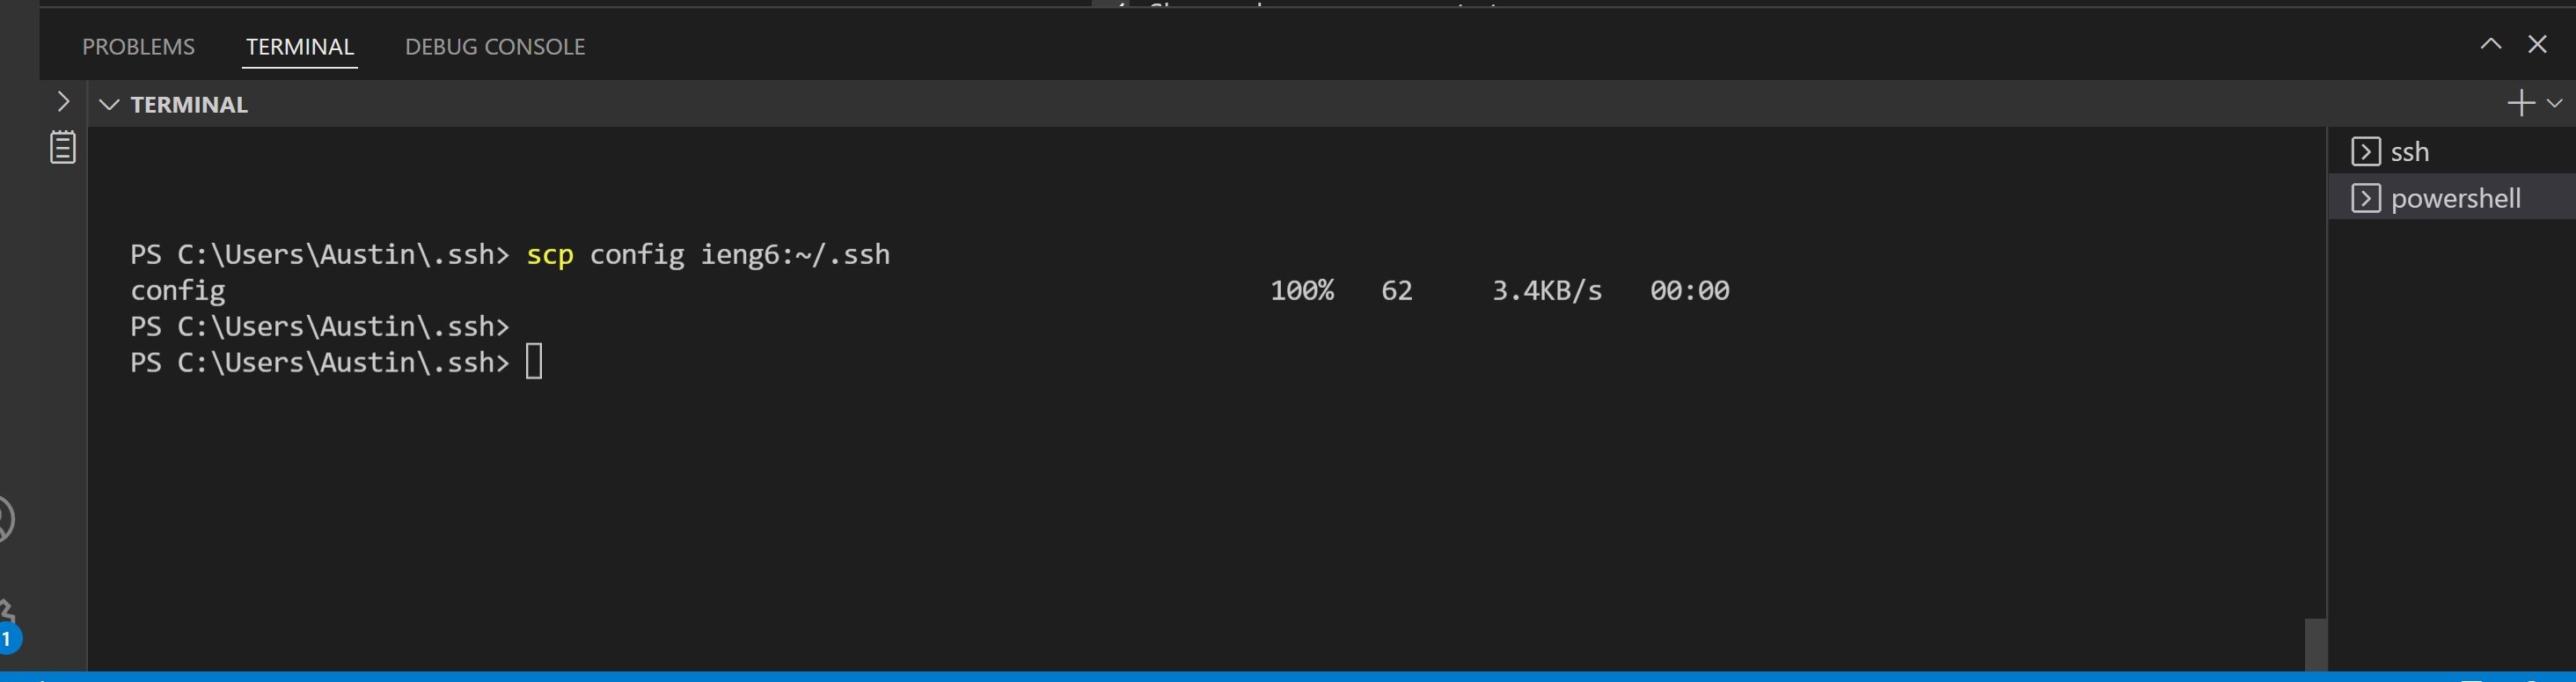 PROBLEMS TERMINAL DEBUG CONSOLE
TERMINAL
ssh
powershell
PS C:\Users\Austin\.ssh> scp config ieng6:~/.ssh
config 100% 62 3.4KB/s 00:00
PS C:\Users\Austin\.ssh>
PS C:\Users\Austin\.ssh>
1